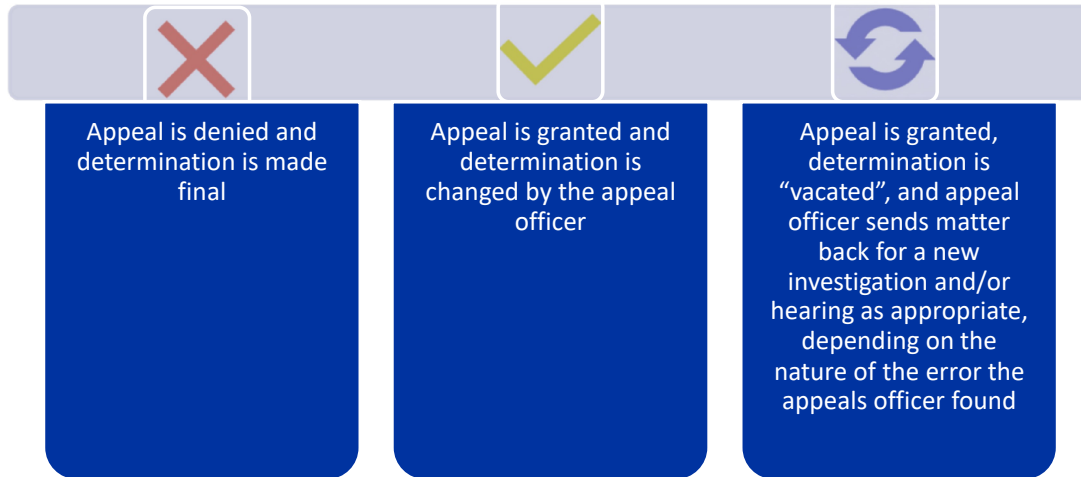 Appeal is denied and
determination is made
final
Appeal is granted and
determination is
changed by the appeal
officer
Appeal is granted,
determination is
“vacated”, and appeal
officer sends matter
back for a new
investigation and/or
hearing as appropriate,
depending on the
nature of the error the
appeals officer found